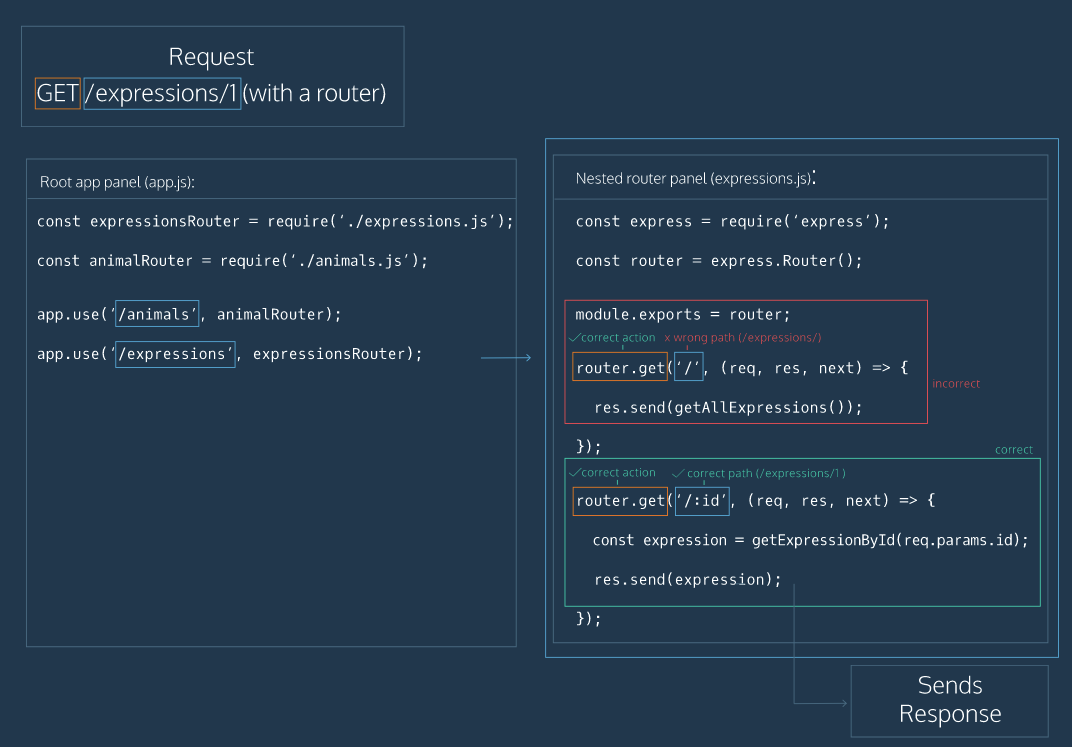 Request
GET /expressions/1 (with a router)
Root app panel (app.js):
const expressionsRouter = require(‘./expressions.js’);
const animalRouter = require(‘./animals.js’);
app.use(‘/animals’, animalRouter);
app.use(‘/expressions’, expressionsRouter);
Nested router panel (expressions.js):
const express = require(‘express’);
const router = express.Router();
module.exports = router;
✓correct action x wrong path (/expressions/)
router.get(‘/’, (req, res, next) => {
incorrect
res.send(getAllExpressions());
});
correct
✓correct action ✓ correct path (/expressions/1)
router.get(‘/:id’, (req, res, next) => {
const expression = getExpressionById(req.params.id);
res.send(expression);
});
Sends
Response